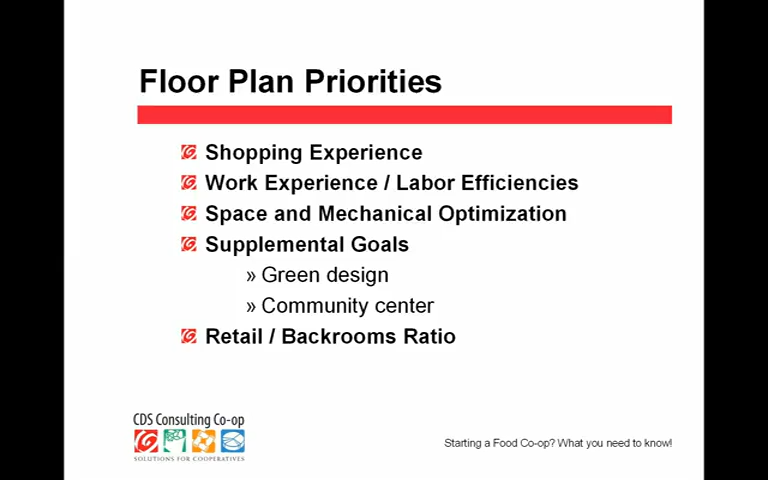 Floor Plan Priorities
Shopping Experience
Work Experience / Labor Efficiencies
Space and Mechanical Optimization
Supplemental Goals
» Green design
» Community center
Retail / Backrooms Ratio
CDS Consulting Co-op
SOLUTIONS FOR COOPERATIVES
Starting a Food Co-op? What you need to know!